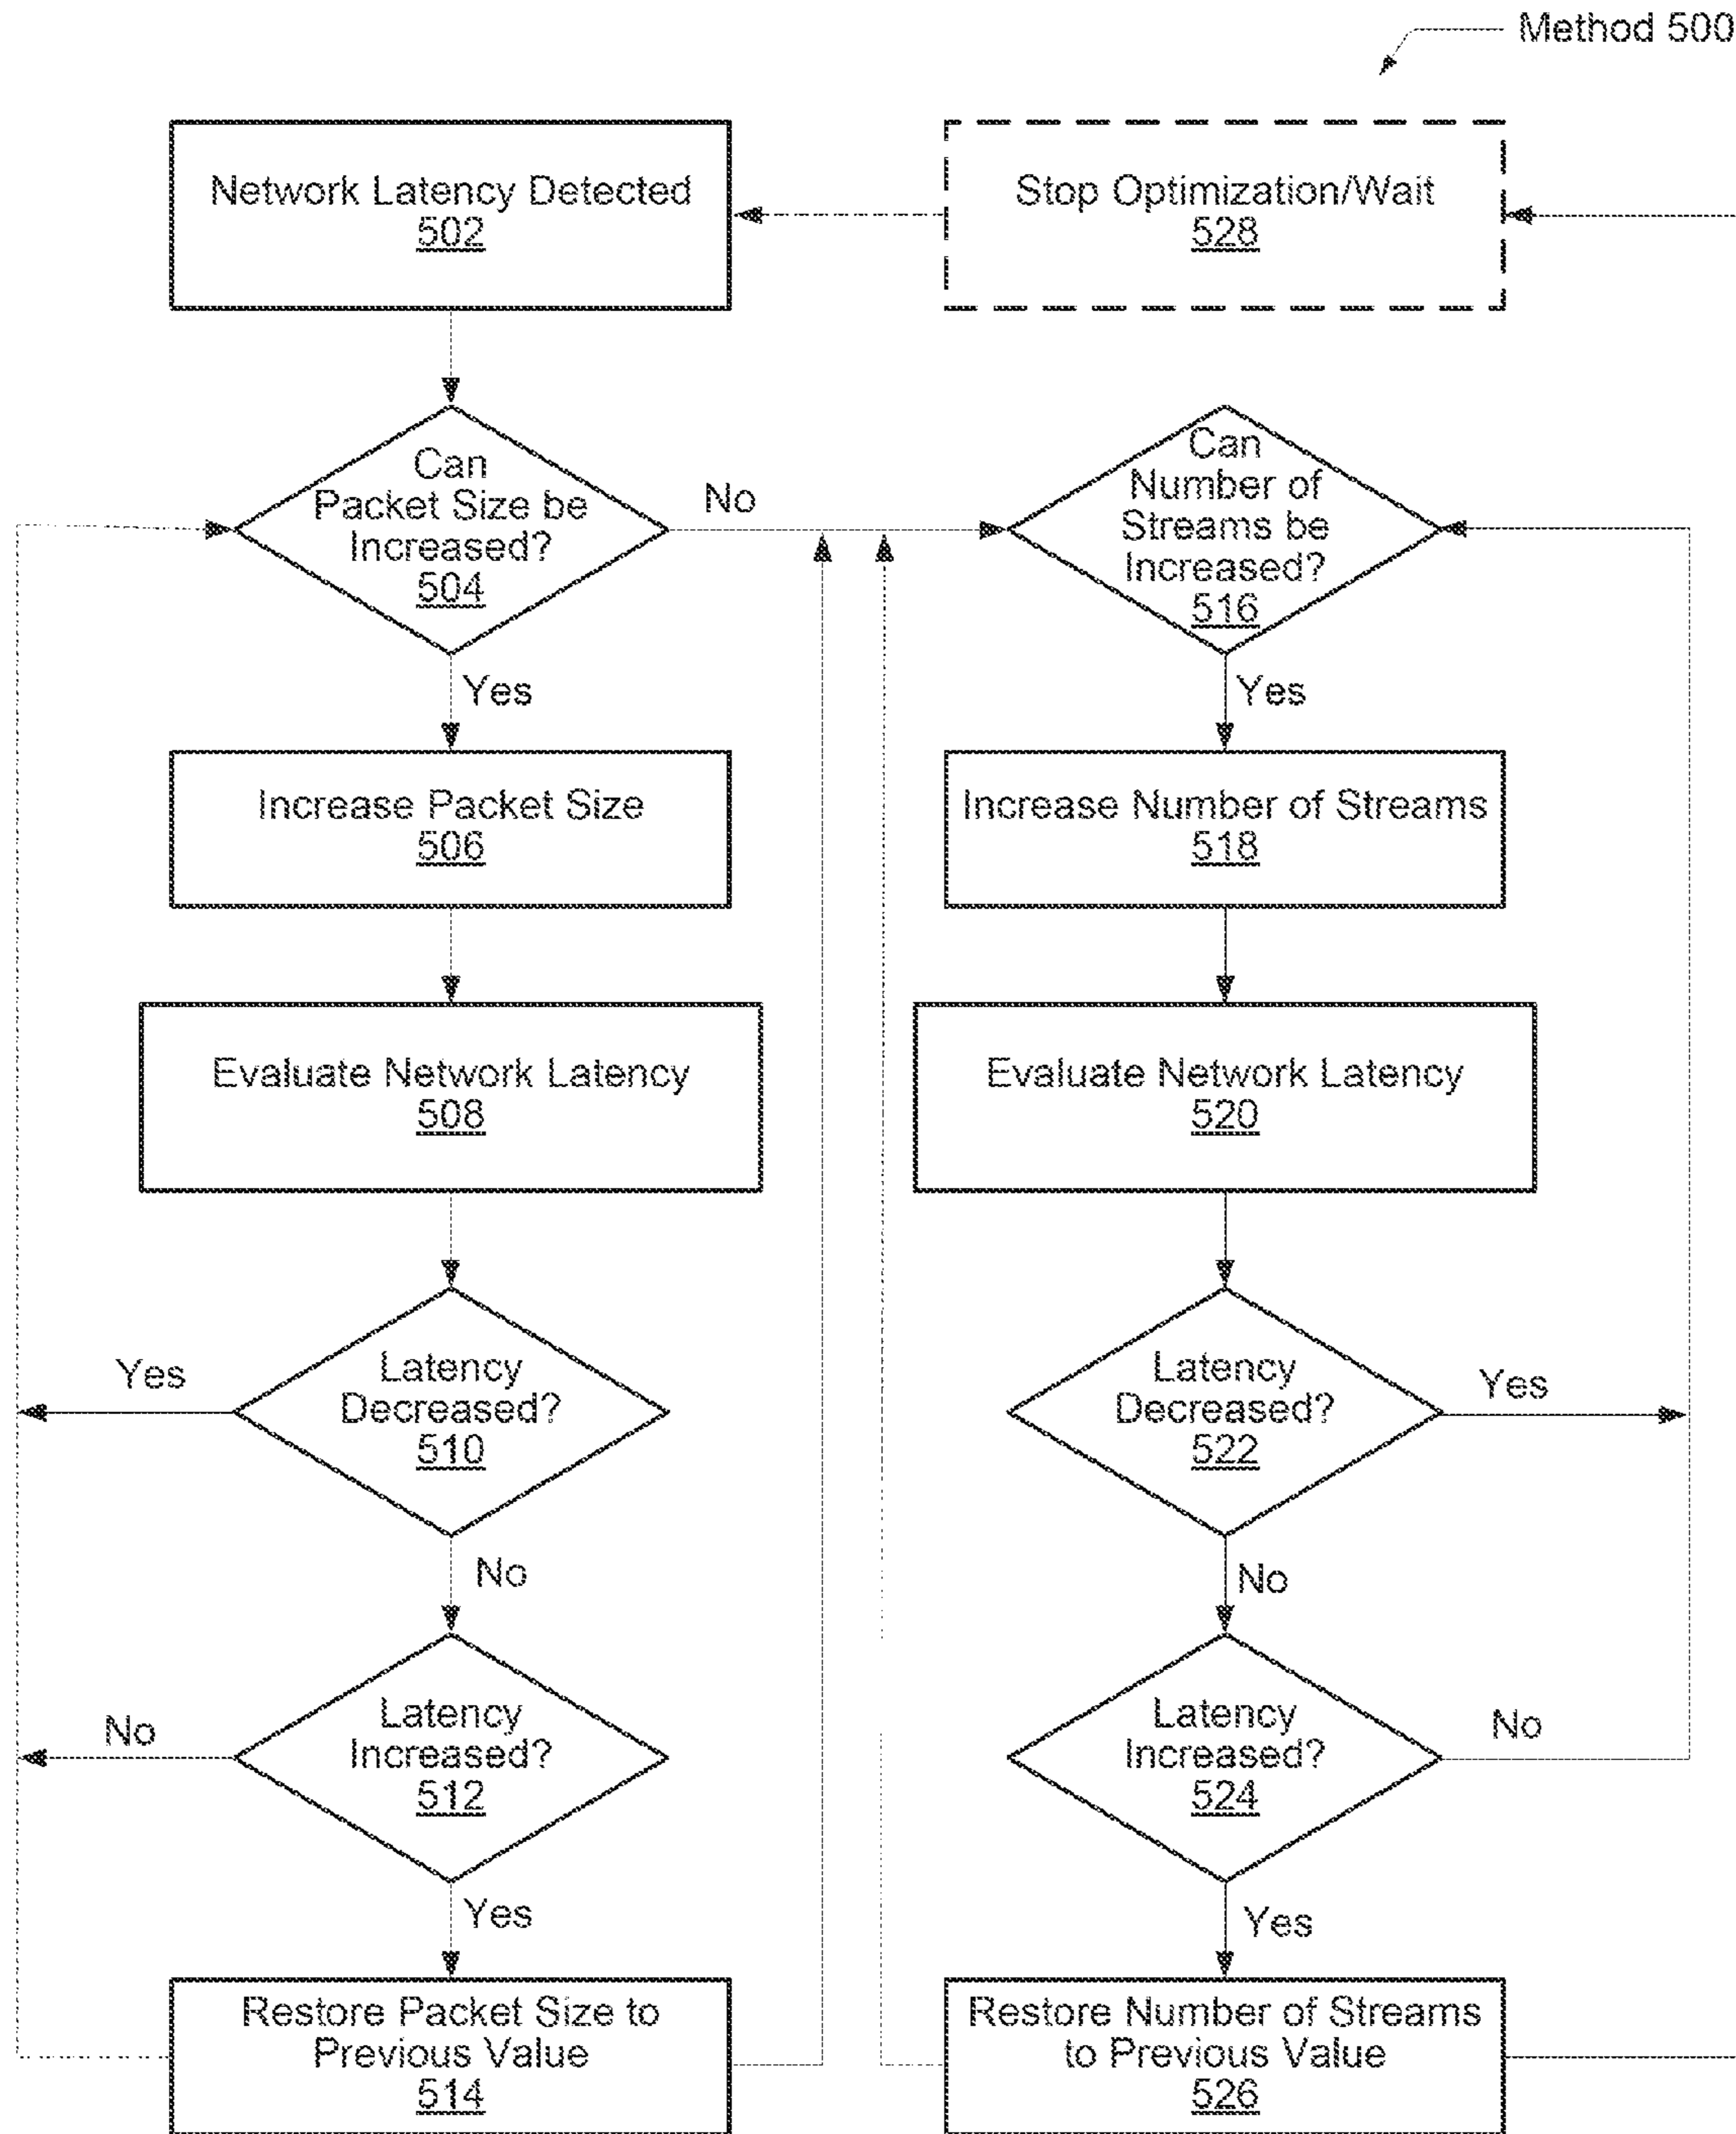 Method 500
Network Latency Detected
502
Stop Optimization/Wait
528
Can
Packet Size be
Increased?
504
No
Can
Number of
Streams be
Increased?
516
Yes
Yes
Increase Packet Size
506
Increase Number of Streams
518
Evaluate Network Latency
508
Evaluate Network Latency
520
Yes
Latency
Decreased?
510
Latency
Decreased?
522
Yes
No
No
No
Latency
Increased?
512
Latency
Increased?
524
No
Yes
Yes
Restore Packet Size to
Previous Value
514
Restore Number of Streams
to Previous Value
526